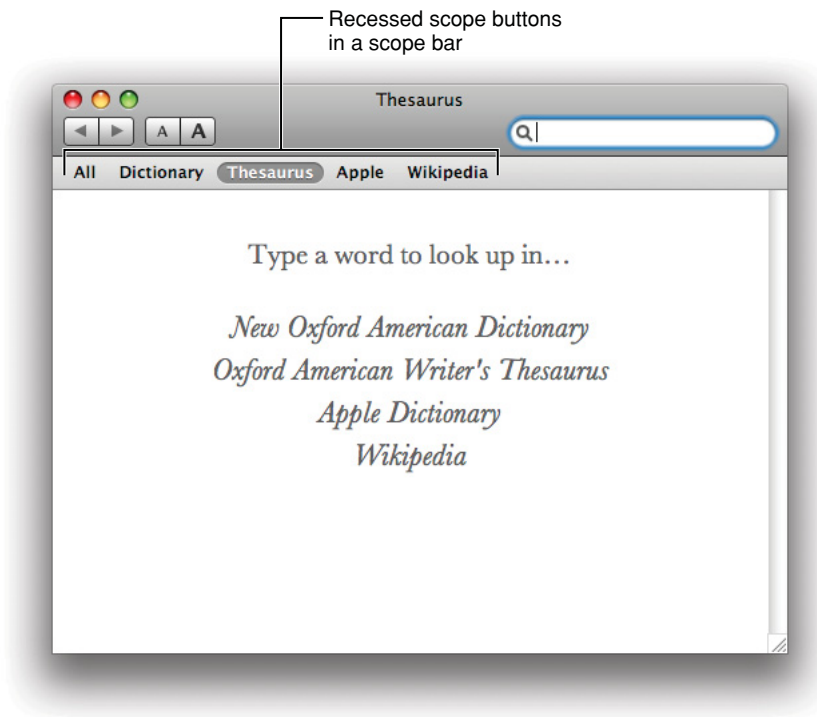 Recessed scope buttons
in a scope bar
Thesaurus
A A
All Dictionary Thesaurus Apple Wikipedia
Type a word to look up in…
New Oxford American Dictionary
Oxford American Writer's Thesaurus
Apple Dictionary
Wikipedia